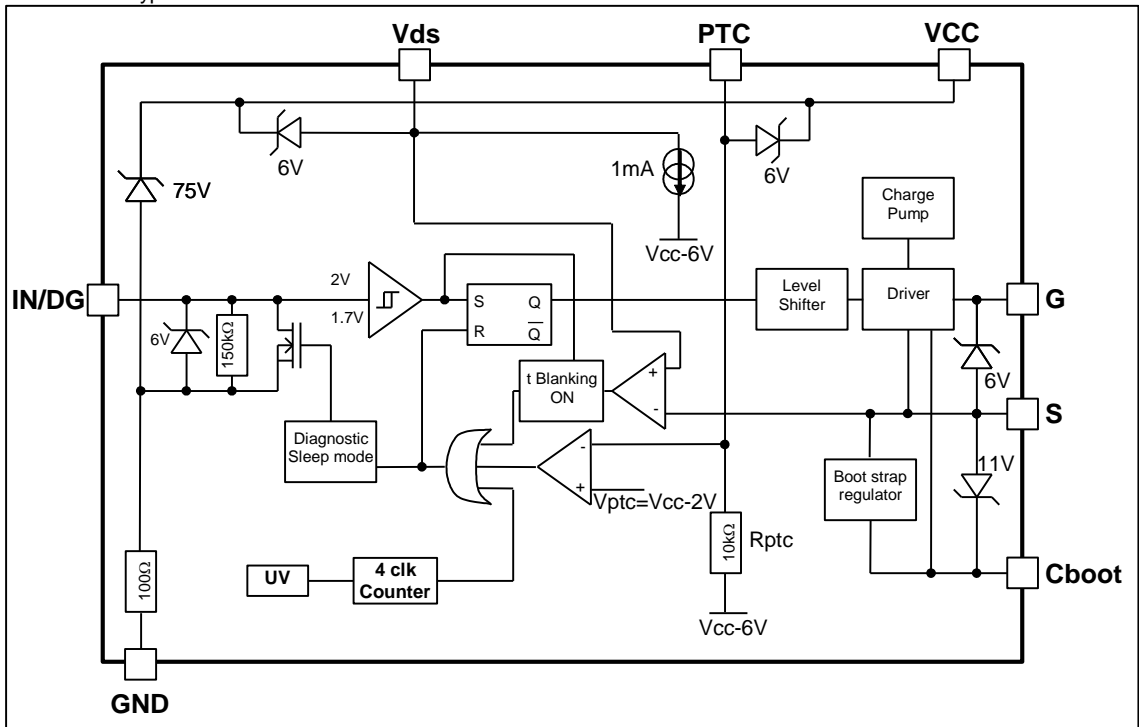 Vds
PTC
VCC
6V
75V
1mA
6V
Vcc-6V
Charge
Pump
IN/DG
2V
1.7V
S
Q
R
Q
Level
Shifter
Driver
G
6V
150kΩ
t Blanking
ON
+
-
6V
S
Diagnostic
Sleep mode
-
+
Vptc=Vcc-2V
Boot strap
regulator
11V
10kΩ
Rptc
100Ω
UV
4 clk
Counter
Vcc-6V
Cboot
GND